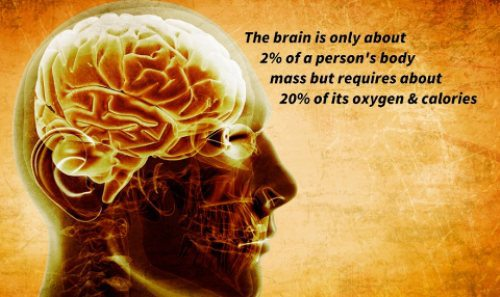 The brain is only about
2% of a person's body
mass but requires about
20% of its oxygen & calories